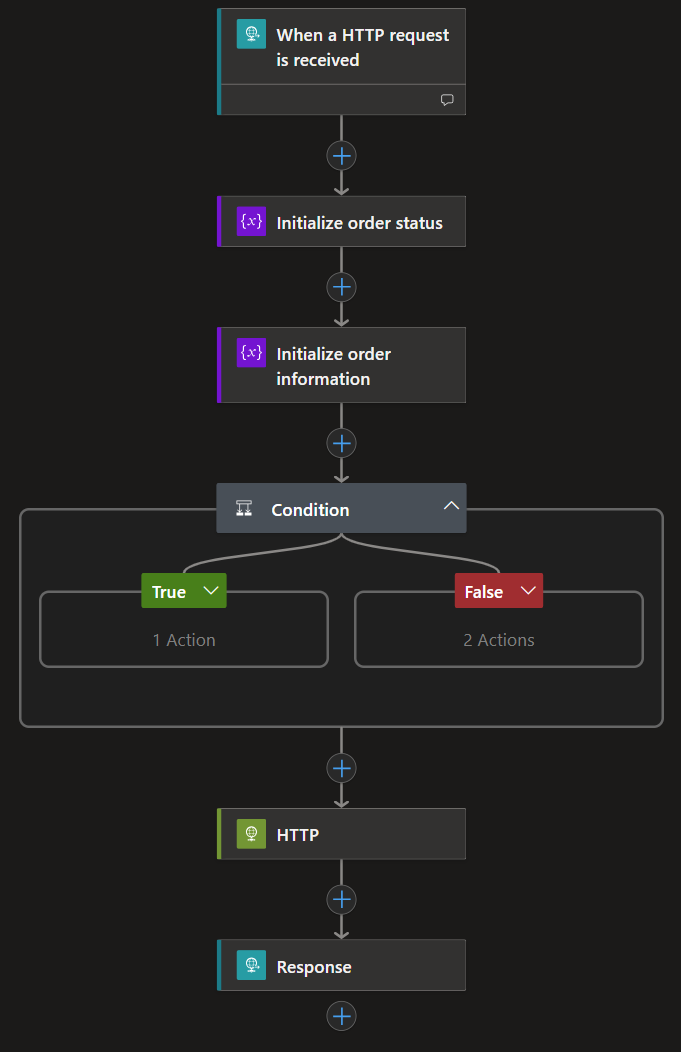 When a HTTP request
is received
{x} Initialize order status
{x} Initialize order
information
Condition
True
False
1 Action
2 Actions
HTTP
Response